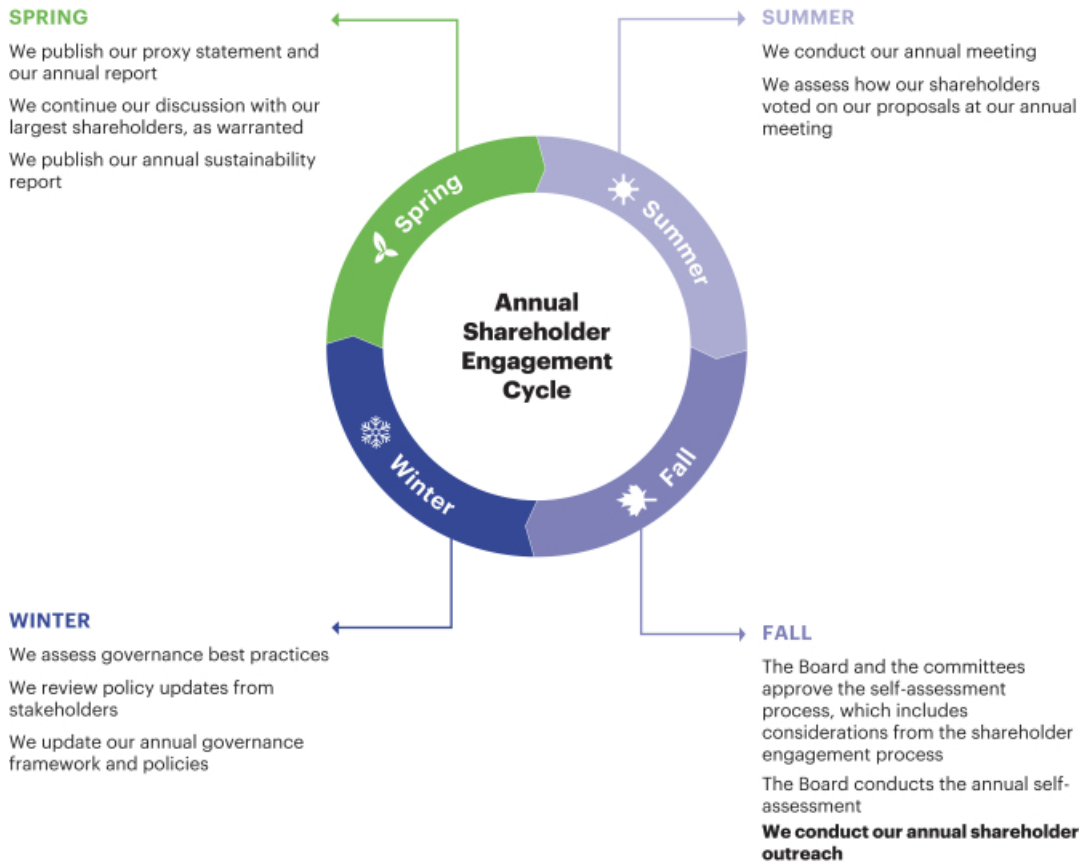 SPRING
We publish our proxy statement and
our annual report
We continue our discussion with our
largest shareholders, as warranted
We publish our annual sustainability
report
SUMMER
We conduct our annual meeting
We assess how our shareholders
voted on our proposals at our annual
meeting
Spring
Summer
Annual
Shareholder
Engagement
Cycle
Winter
Fall
WINTER
We assess governance best practices
We review policy updates from
stakeholders
We update our annual governance
framework and policies
FALL
The Board and the committees
approve the self-assessment
process, which includes
considerations from the shareholder
engagement process
The Board conducts the annual self-
assessment
We conduct our annual shareholder
outreach